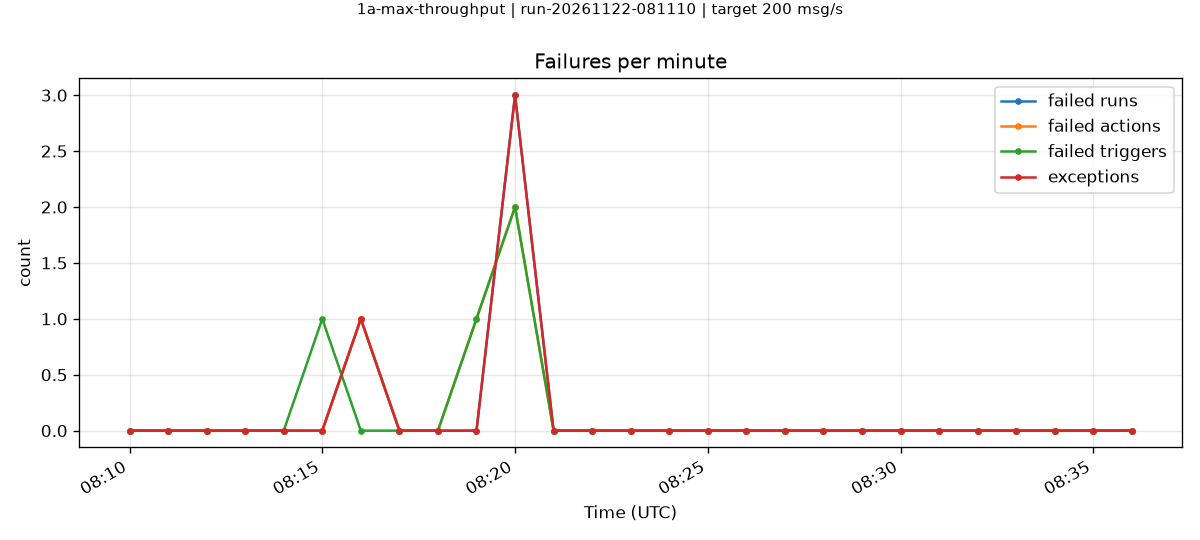 1a-max-throughput | run-20261122-081110 | target 200 msg/s
Failures per minute
3.0
2.5
2.0
1.5
1.0
0.5
0.0
count
failed runs
failed actions
failed triggers
exceptions
08:10
08:15
08:20
08:25
08:30
08:35
Time (UTC)